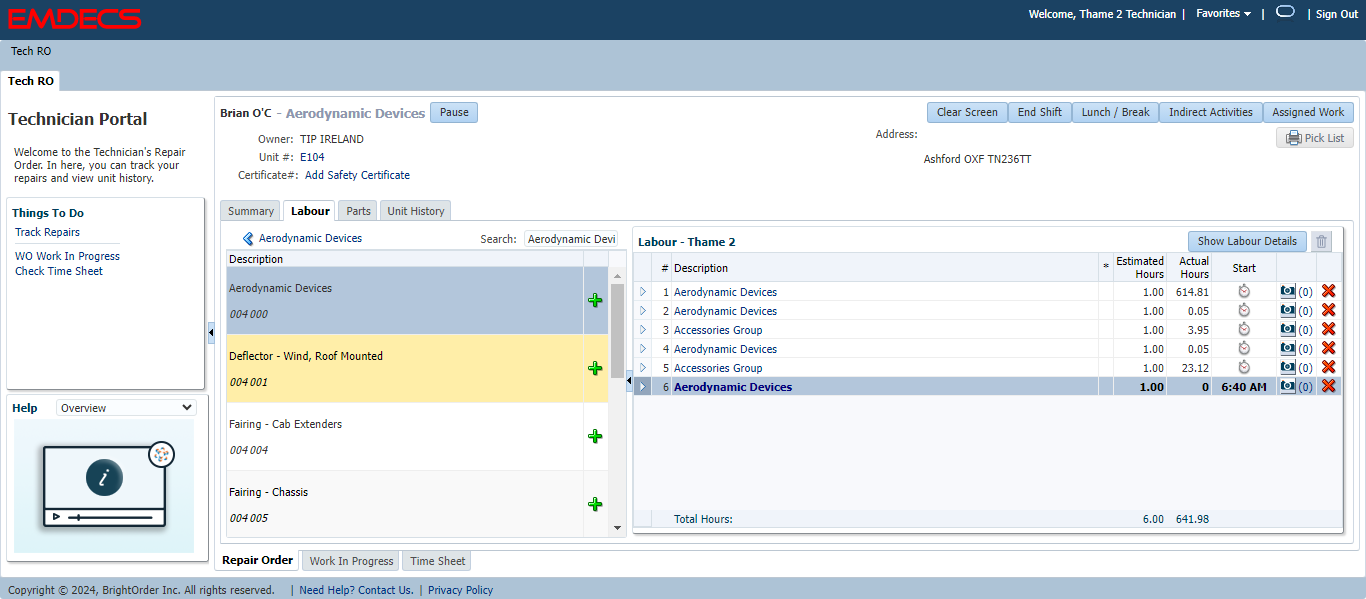 EMDECS
Welcome, Thame 2 Technician | Favorites | | Sign Out
Tech RO
Tech RO
Technician Portal
Welcome to the Technician's Repair
Order. In here, you can track your
repairs and view unit history.
Things To Do
Track Repairs
WO Work In Progress
Check Time Sheet
Help Overview
i
Brian O'C - Aerodynamic Devices Pause
Clear Screen End Shift Lunch / Break Indirect Activities Assigned Work
Owner: TIP IRELAND
Unit #: E104
Certificate#: Add Safety Certificate
Address:
Pick List
Ashford OXF TN236TT
Summary Labour Parts Unit History
Aerodynamic Devices Search: Aerodynamic Devi
Description
Aerodynamic Devices
004 000
Deflector - Wind, Roof Mounted
004 001
Fairing - Cab Extenders
004 004
Fairing - Chassis
004 005
Labour - Thame 2 Show Labour Details
# Description * Estimated Hours Actual Hours Start
1 Aerodynamic Devices 1.00 614.81 (0)
2 Aerodynamic Devices 1.00 0.05 (0)
3 Accessories Group 1.00 3.95 (0)
4 Aerodynamic Devices 1.00 0.05 (0)
5 Accessories Group 1.00 23.12 (0)
6 Aerodynamic Devices 1.00 0 6:40 AM (0)
Total Hours: 6.00 641.98
Repair Order Work In Progress Time Sheet
Copyright © 2024, BrightOrder Inc. All rights reserved. | Need Help? Contact Us. | Privacy Policy